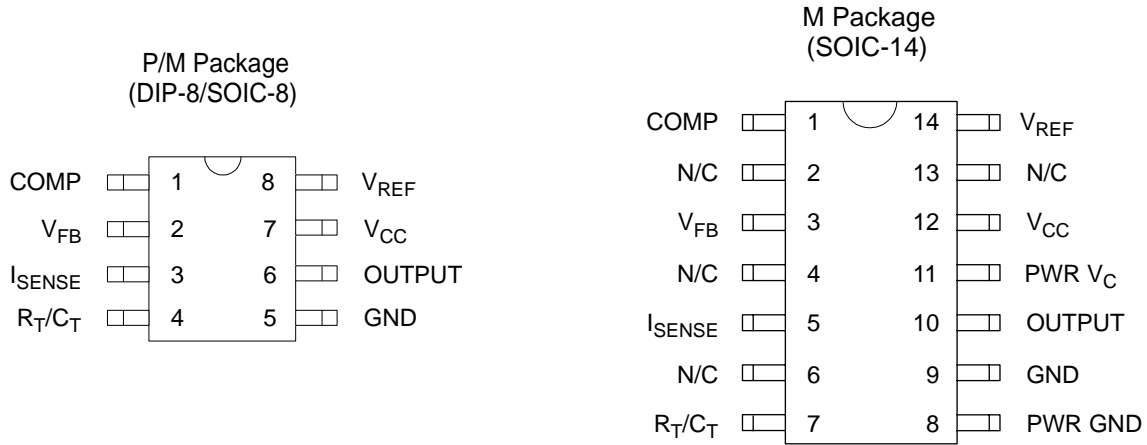 P/M Package
(DIP-8/SOIC-8)
COMP 1 8 VREF
VFB 2 7 VCC
ISENSE 3 6 OUTPUT
RT/CT 4 5 GND
M Package
(SOIC-14)
COMP 1 14 VREF
N/C 2 13 N/C
VFB 3 12 VCC
N/C 4 11 PWR VC
ISENSE 5 10 OUTPUT
N/C 6 9 GND
RT/CT 7 8 PWR GND